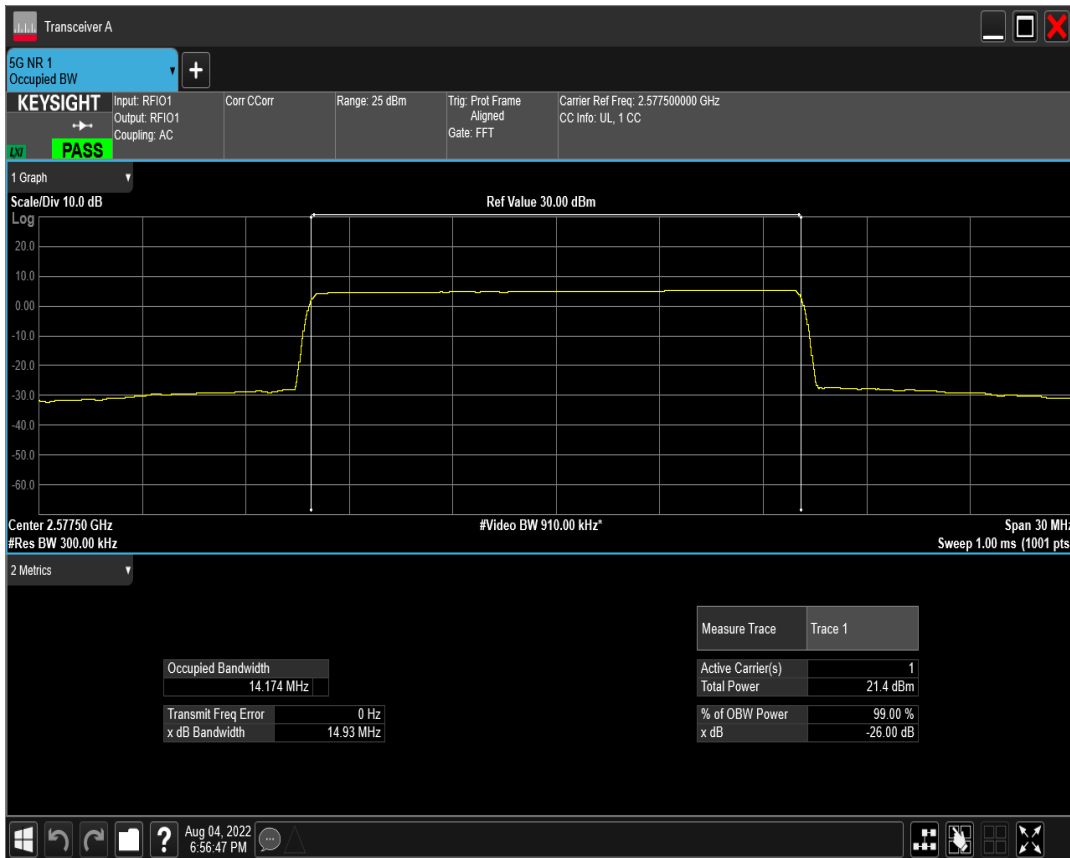 Transceiver A
5G NR 1
Occupied BW
+
KEYSIGHT
LXI
PASS
Input: RFIO1
Output: RFIO1
Coupling: AC
Corr CCorr
Range: 25 dBm
Trig: Prot Frame
Aligned
Gate: FFT
Carrier Ref Freq: 2.577500000 GHz
CC Info: UL, 1 CC
1 Graph
Scale/Div 10.0 dB
Ref Value 30.00 dBm
Log
20.0
10.0
0.00
-10.0
-20.0
-30.0
-40.0
-50.0
-60.0
Center 2.57750 GHz
#Video BW 910.00 kHz*
Span 30 MHz
#Res BW 300.00 kHz
Sweep 1.00 ms (1001 pts
2 Metrics
Measure Trace Trace 1
Occupied Bandwidth
14.174 MHz
Active Carrier(s) 1
Total Power 21.4 dBm
Transmit Freq Error 0 Hz
x dB Bandwidth 14.93 MHz
% of OBW Power 99.00 %
x dB -26.00 dB
?
Aug 04, 2022
6:56:47 PM